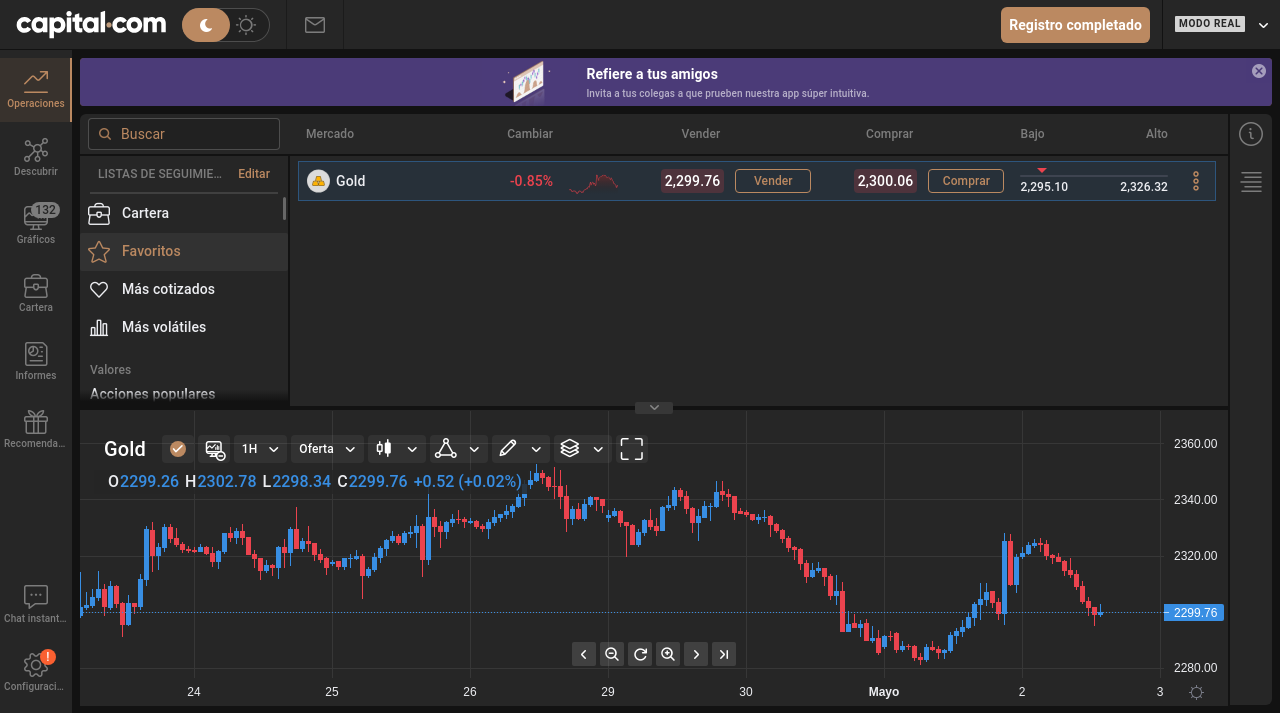 capital.com
Registro completado
MODO REAL
Operaciones
Descubrir
132
Gráficos
Cartera
Informes
Recomenda...
Chat instant...
!
Configuraci...
Refiere a tus amigos
Invita a tus colegas a que prueben nuestra app súper intuitiva.
Buscar
Mercado Cambiar Vender Comprar Bajo Alto
LISTAS DE SEGUIMIE... Editar
Cartera
Favoritos
Más cotizados
Más volátiles
Valores
Acciones populares
Gold -0.85% 2,299.76 Vender 2,300.06 Comprar 2,295.10 2,326.32
Gold 1H Oferta
O2299.26 H2302.78 L2298.34 C2299.76 +0.52 (+0.02%)
2360.00
2340.00
2320.00
2299.76
2280.00
24 25 26 29 30 Mayo 2 3